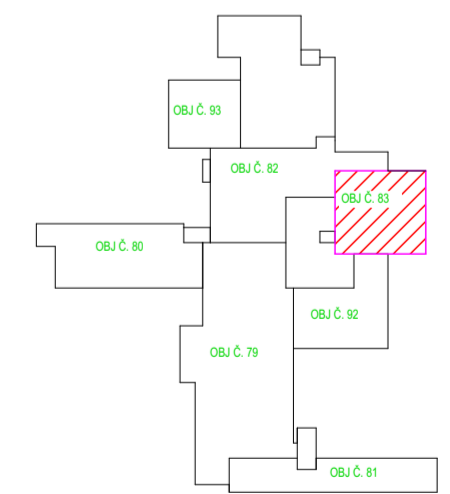 OBJ Č. 93
OBJ Č. 82
OBJ Č. 83
OBJ Č. 80
OBJ Č. 92
OBJ Č. 79
OBJ Č. 81